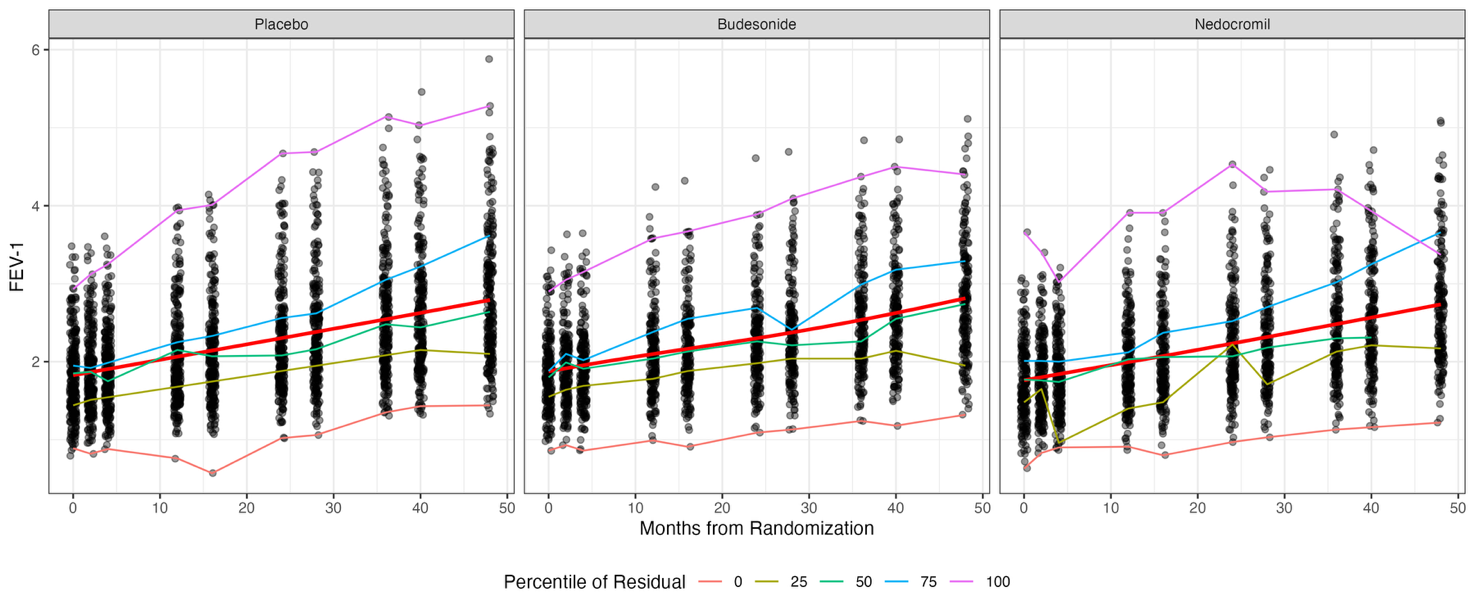 Placebo Budesonide Nedocromil
6
4
2
FEV-1
0 10 20 30 40 50 0 10 20 30 40 50 0 10 20 30 40 50
Months from Randomization
Percentile of Residual 0 25 50 75 100